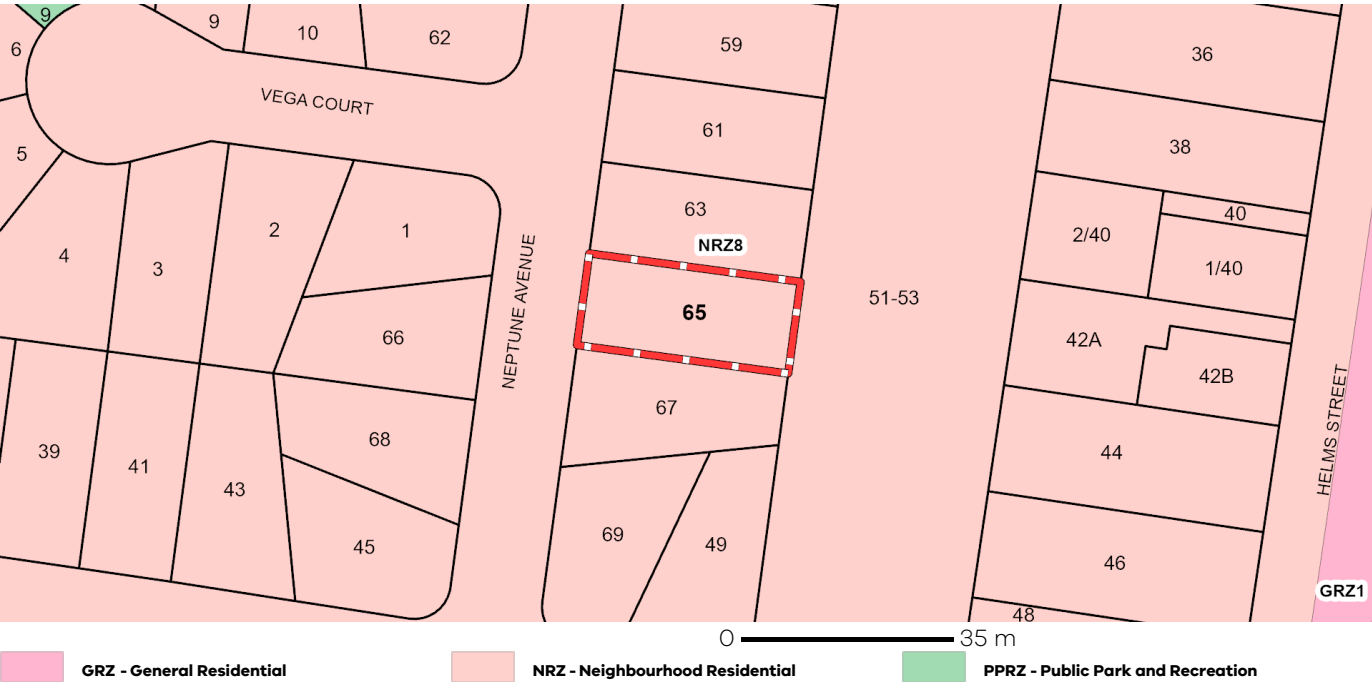 9
9
10
62
59
36
6
VEGA COURT
61
38
5
63
40
2
1
2/40
NRZ8
4
3
1/40
NEPTUNE AVENUE
65
51-53
66
42A
42B
67
HELMS STREET
68
39
41
44
43
69
49
45
46
GRZ1
48
0 35 m
GRZ - General Residential
NRZ - Neighbourhood Residential
PPRZ - Public Park and Recreation